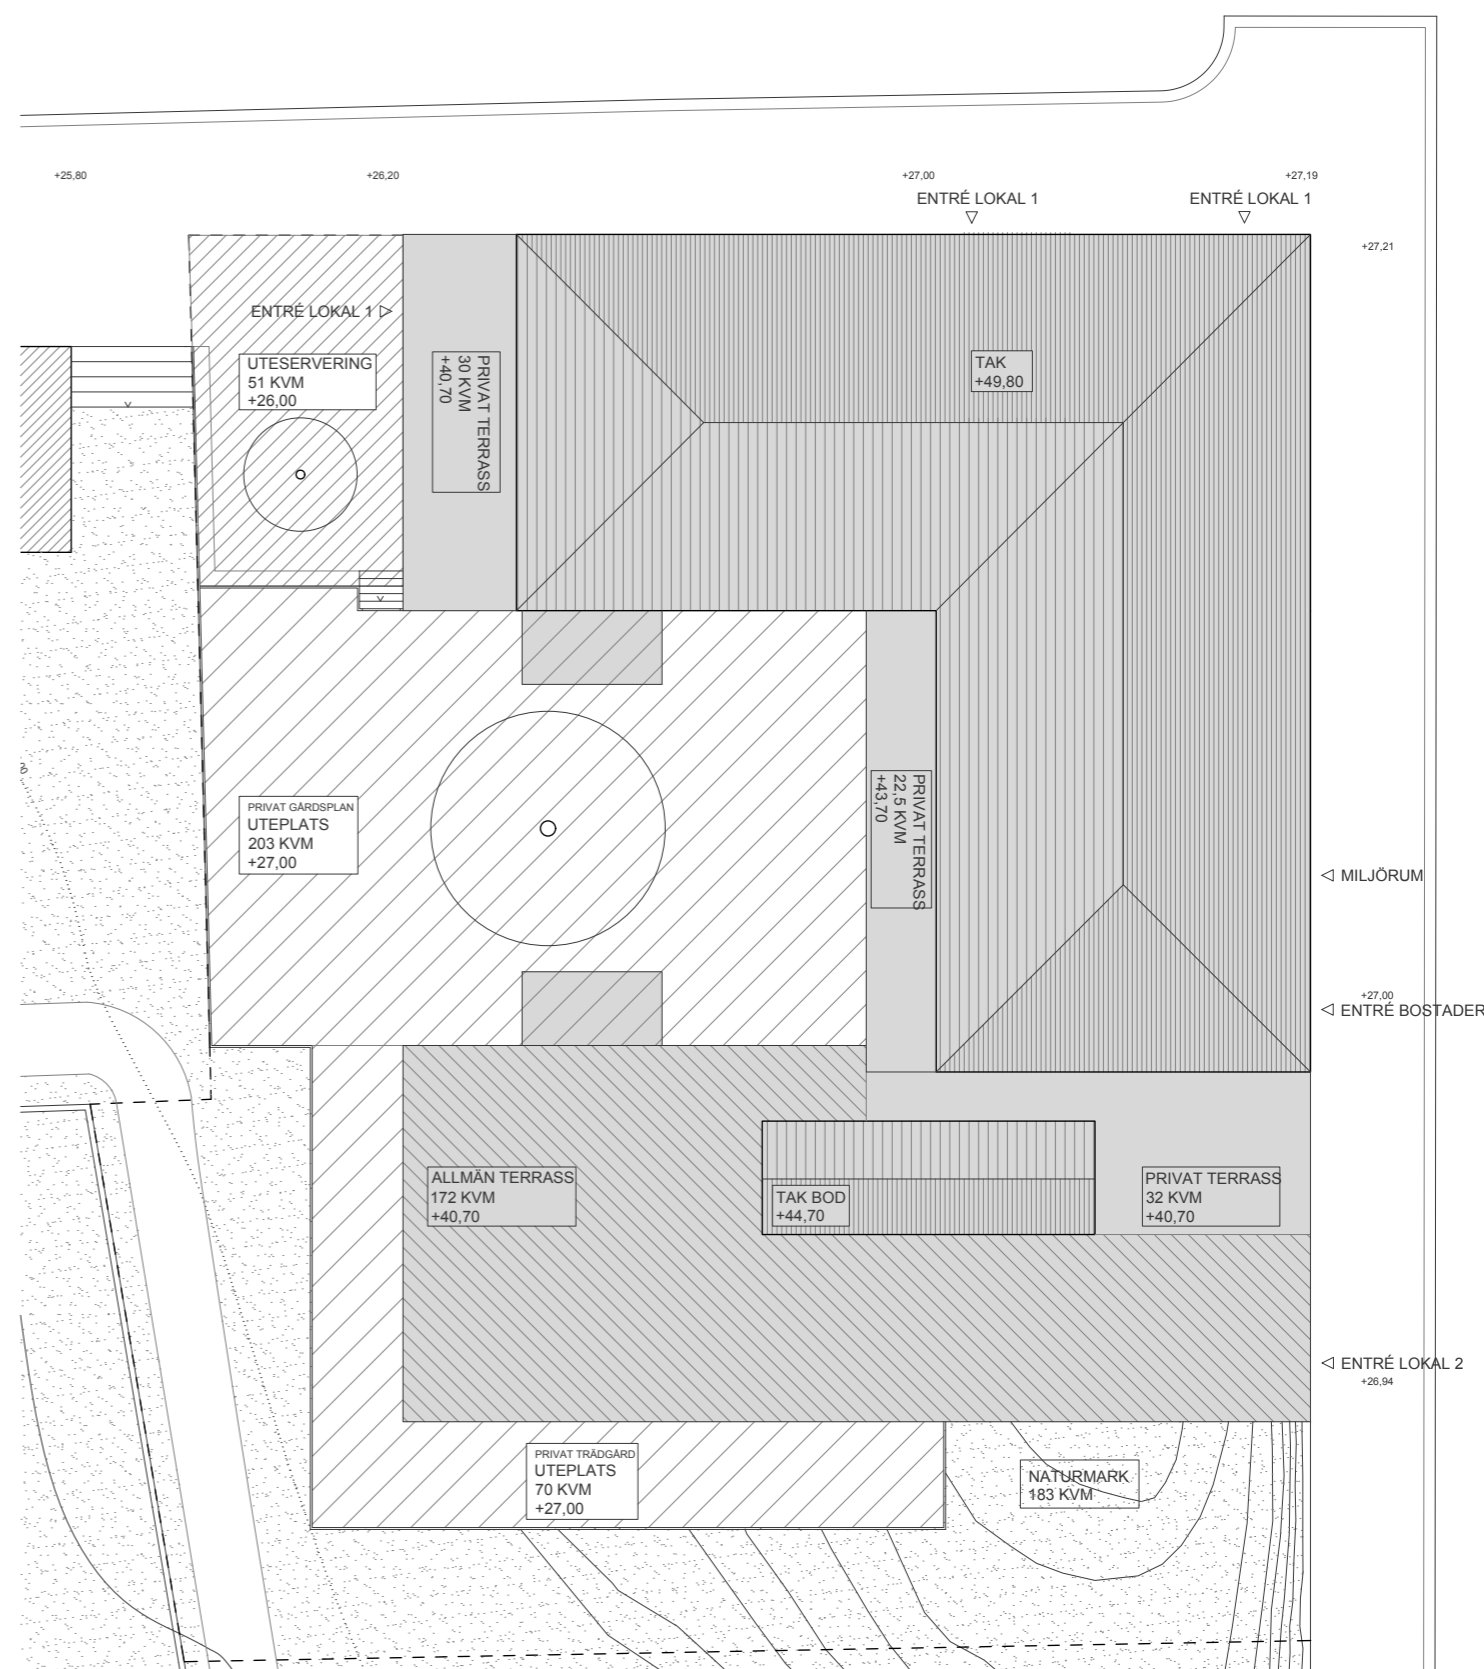 +25,80
+26,20
+27,00
+27,19
ENTRÉ LOKAL 1
ENTRÉ LOKAL 1
+27,21
ENTRÉ LOKAL 1
UTESERVERING
51 KVM
+26,00
PRIVAT TERRASS
30 KVM
+40,70
TAK
+49,80
PRIVAT GÅRDSPLAN
UTEPLATS
203 KVM
+27,00
PRIVAT TERRASS
22,5 KVM
+43,70
MILJÖRUM
+27,00
ENTRÉ BOSTADER
ALLMÄN TERRASS
172 KVM
+40,70
TAK BOD
+44,70
PRIVAT TERRASS
32 KVM
+40,70
ENTRÉ LOKAL 2
+26,94
PRIVAT TRÄDGÅRD
UTEPLATS
70 KVM
+27,00
NATURMARK
183 KVM